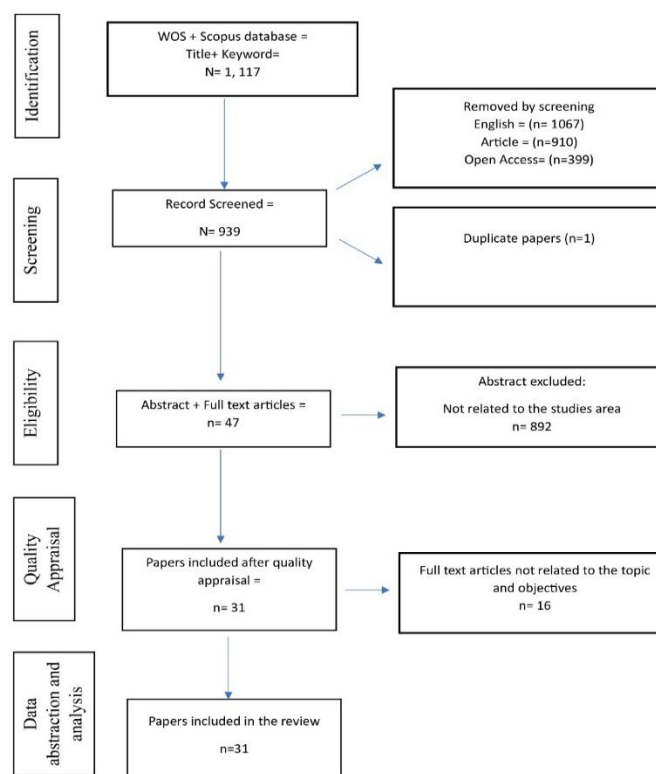 Identification
WOS + Scopus database =
Title+ Keyword=
N= 1, 117
Removed by screening
English = (n= 1067)
Article = (n=910)
Open Access= (n=399)
Screening
Record Screened =
N= 939
Duplicate papers (n=1)
Eligibility
Abstract + Full text articles =
n= 47
Abstract excluded:
Not related to the studies area
n= 892
Quality
Appraisal
Papers included after quality
appraisal =
n= 31
Full text articles not related to the topic
and objectives
n= 16
Data
abstraction and
analysis
Papers included in the review
n=31